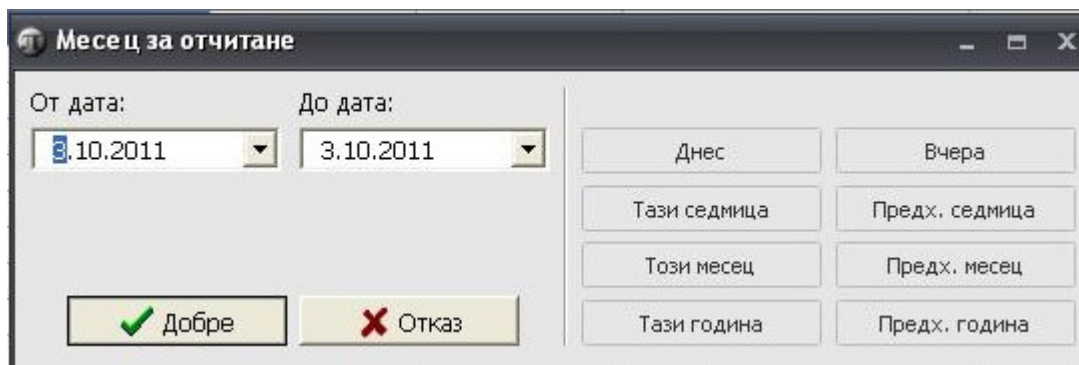 Месец за отчитане
От дата: До дата:
3.10.2011 3.10.2011
Днес Вчера
Тази седмица Предх. седмица
Този месец Предх. месец
Добре Отказ Тази година Предх. година